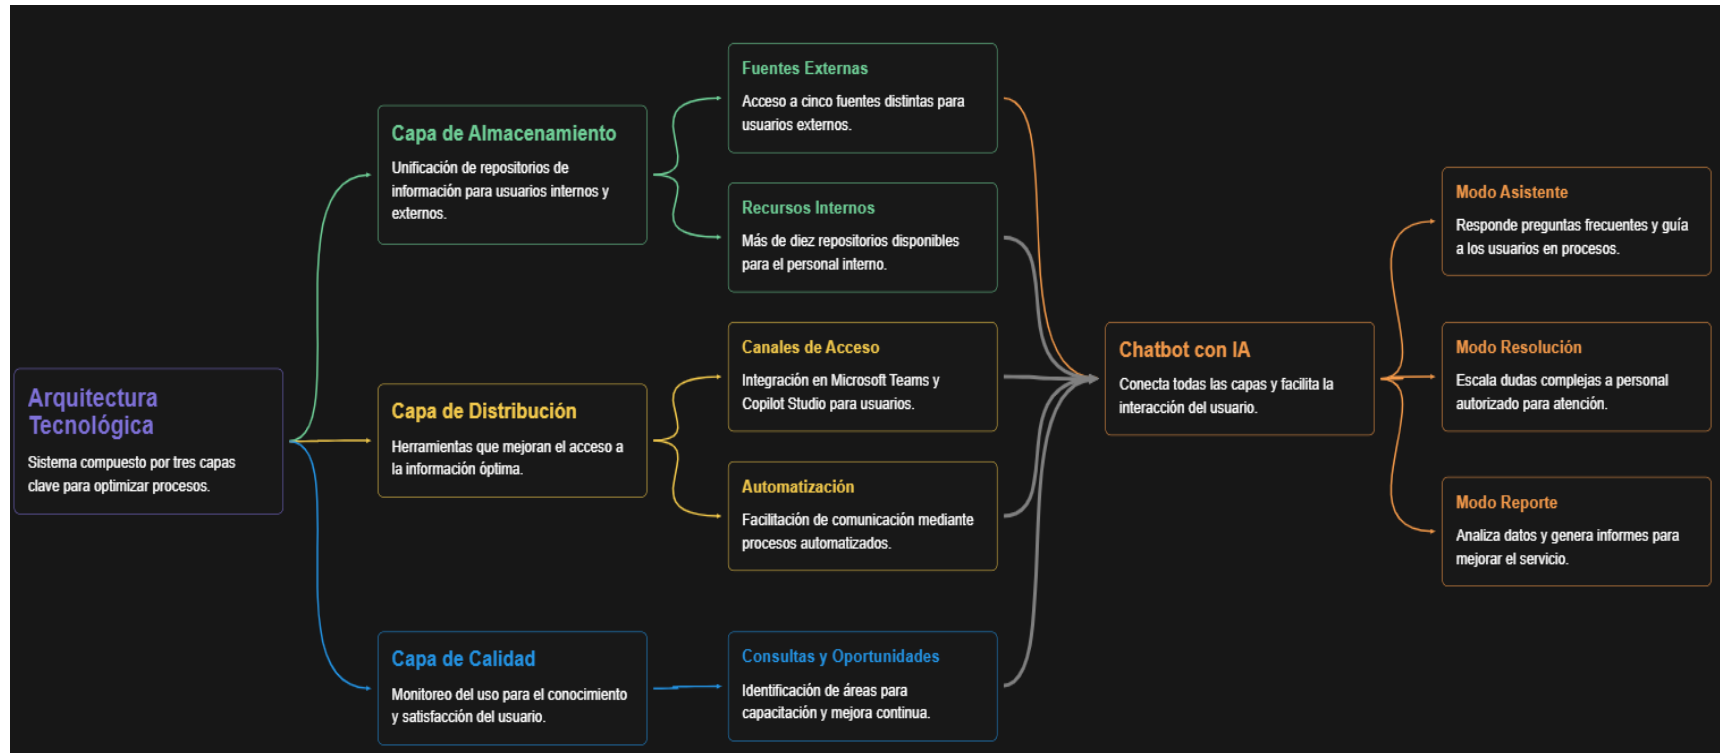 Arquitectura
Tecnológica
Sistema compuesto por tres capas
clave para optimizar procesos.
Capa de Almacenamiento
Unificación de repositorios de
información para usuarios internos y
externos.
Fuentes Externas
Acceso a cinco fuentes distintas para
usuarios externos.
Recursos Internos
Más de diez repositorios disponibles
para el personal interno.
Capa de Distribución
Herramientas que mejoran el acceso a
la información óptima.
Canales de Acceso
Integración en Microsoft Teams y
Copilot Studio para usuarios.
Automatización
Facilitación de comunicación mediante
procesos automatizados.
Capa de Calidad
Monitoreo del uso para el conocimiento
y satisfacción del usuario.
Consultas y Oportunidades
Identificación de áreas para
capacitación y mejora continua.
Chatbot con IA
Conecta todas las capas y facilita la
interacción del usuario.
Modo Asistente
Responde preguntas frecuentes y guía
a los usuarios en procesos.
Modo Resolución
Escala dudas complejas a personal
autorizado para atención.
Modo Reporte
Analiza datos y genera informes para
mejorar el servicio.